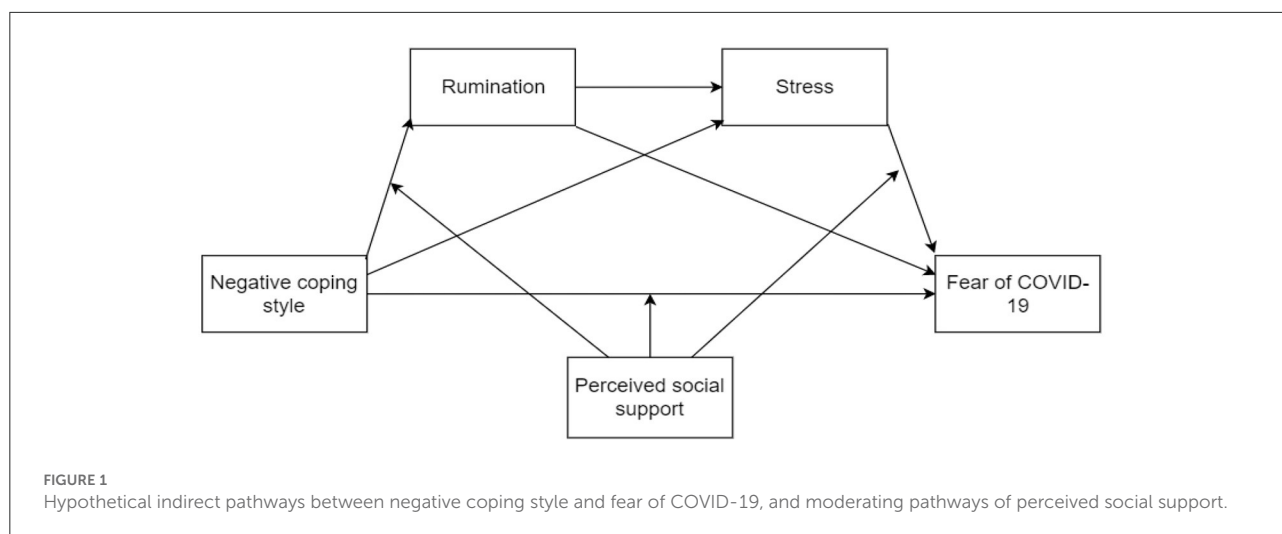 Rumination
Stress
Negative coping
style
Fear of COVID-
19
Perceived social
support
FIGURE 1
Hypothetical indirect pathways between negative coping style and fear of COVID-19, and moderating pathways of perceived social support.